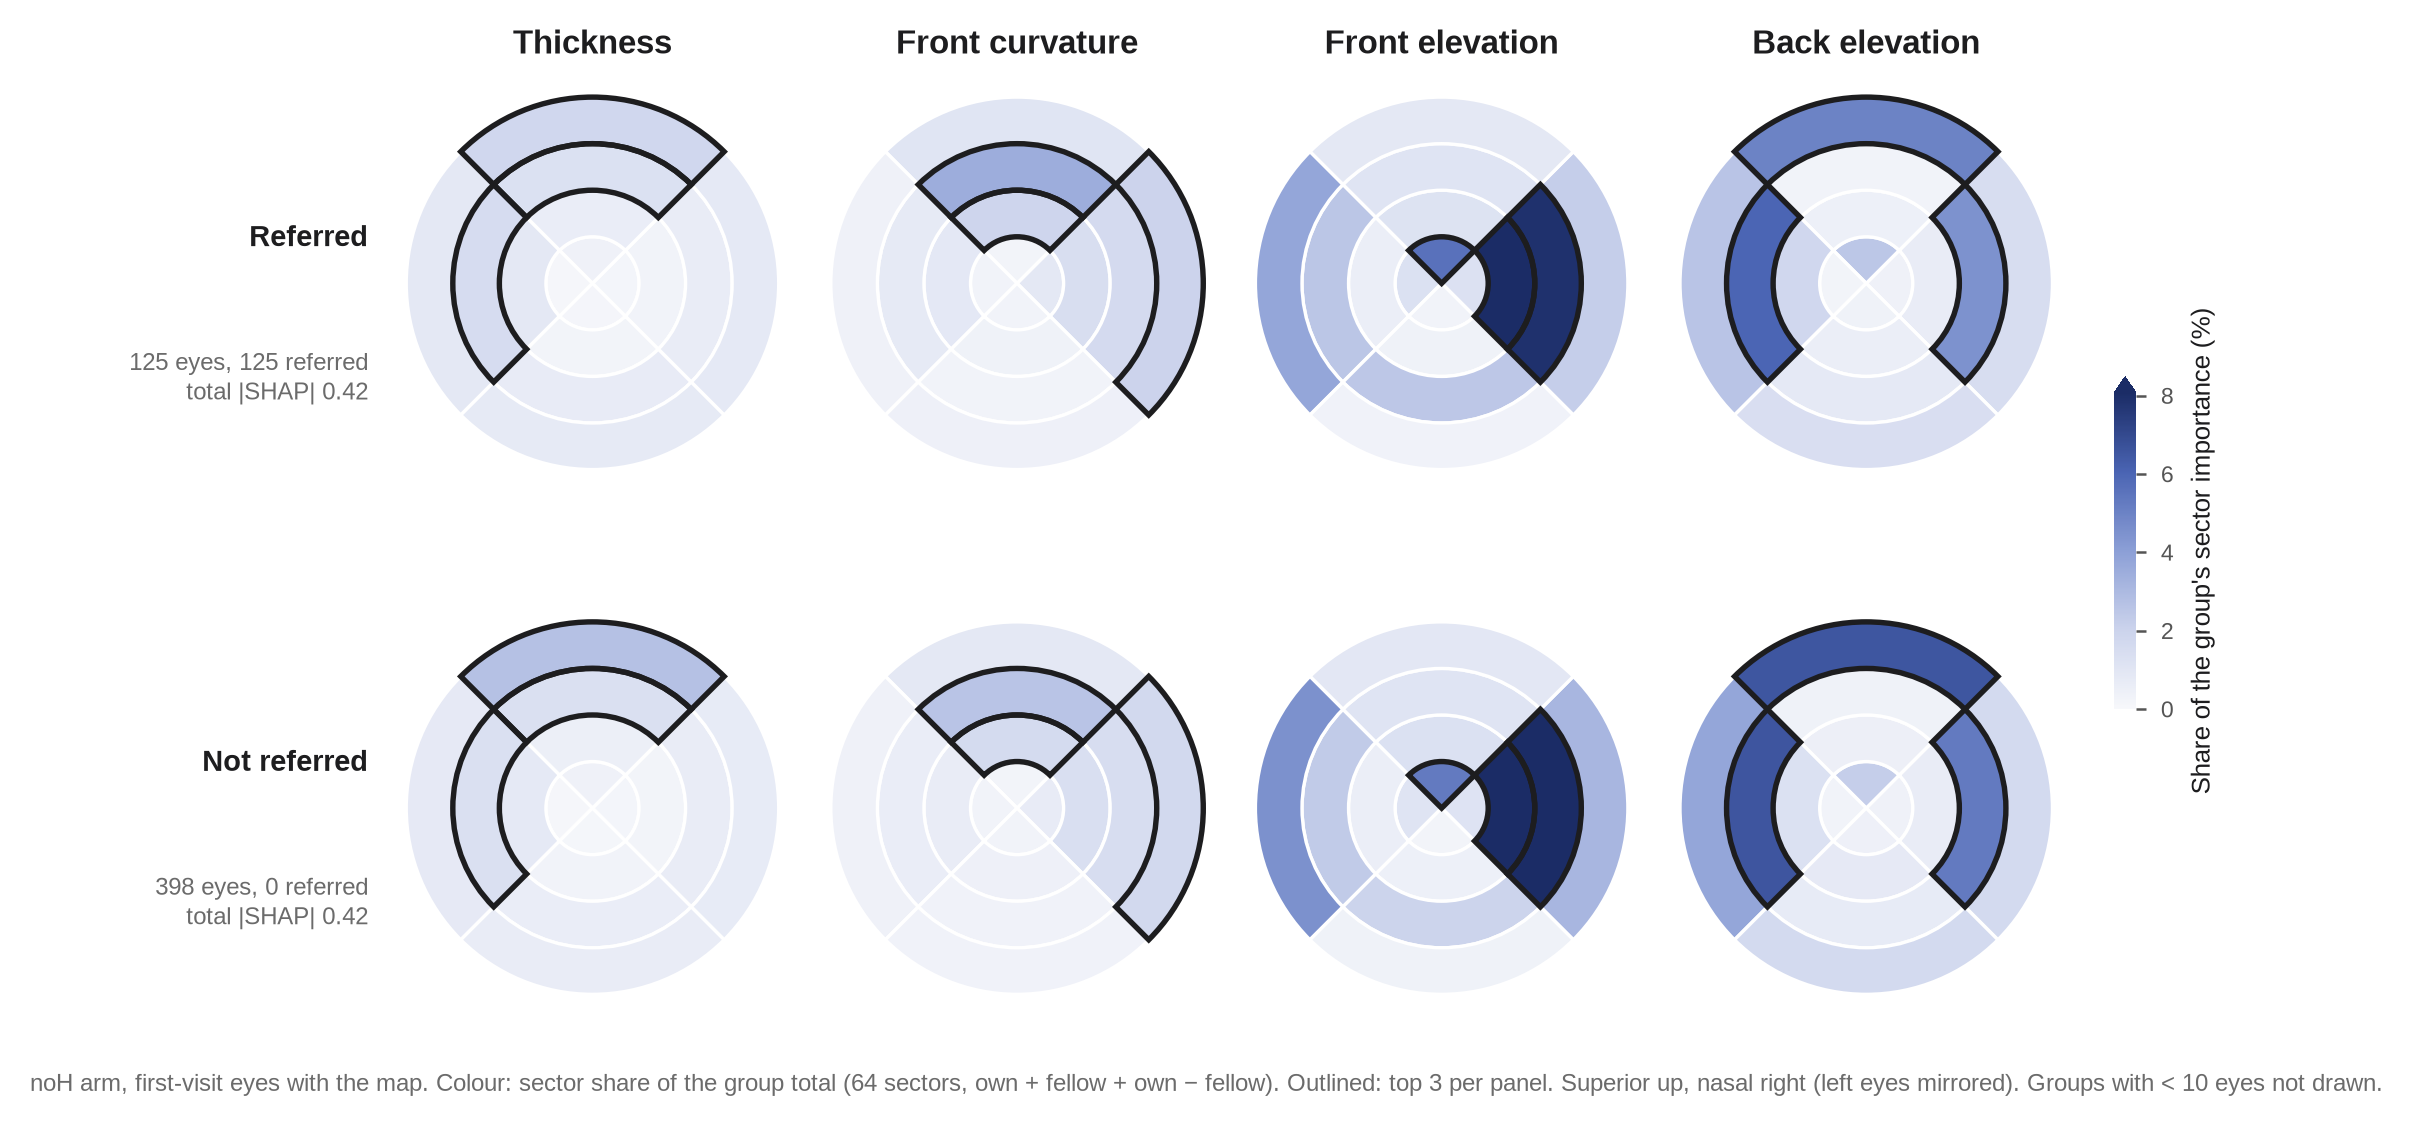 Thickness
Front curvature
Front elevation
Back elevation
Referred
125 eyes, 125 referred
total |SHAP| 0.42
Not referred
398 eyes, 0 referred
total |SHAP| 0.42
8
6
4
2
0
Share of the group's sector importance (%)
noH arm, first-visit eyes with the map. Colour: sector share of the group total (64 sectors, own + fellow + own − fellow). Outlined: top 3 per panel. Superior up, nasal right (left eyes mirrored). Groups with < 10 eyes not drawn.